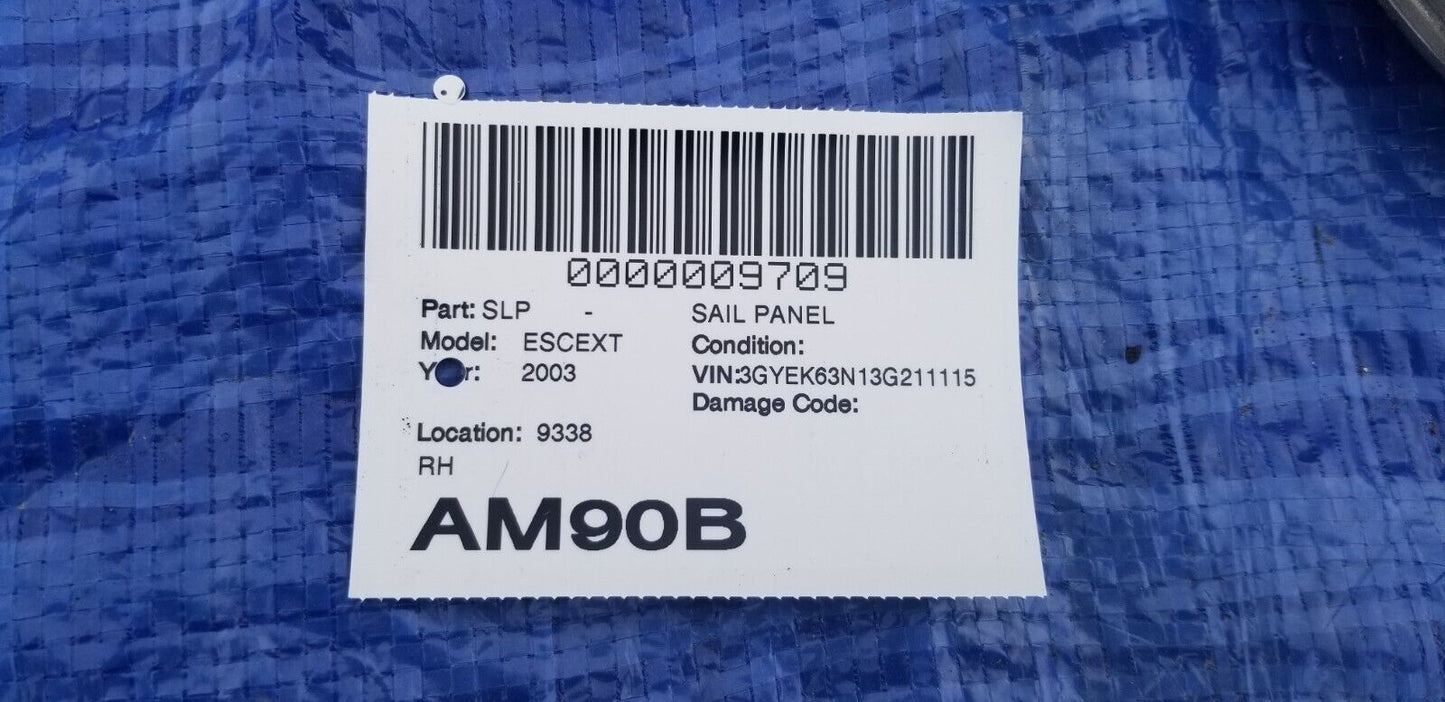 0000009709
Part: SLP - SAIL PANEL
Model: ESCEXT Condition:
Y r: 2003 VIN:3GYEK63N13G211115
Damage Code:
Location: 9338
RH
AM90B